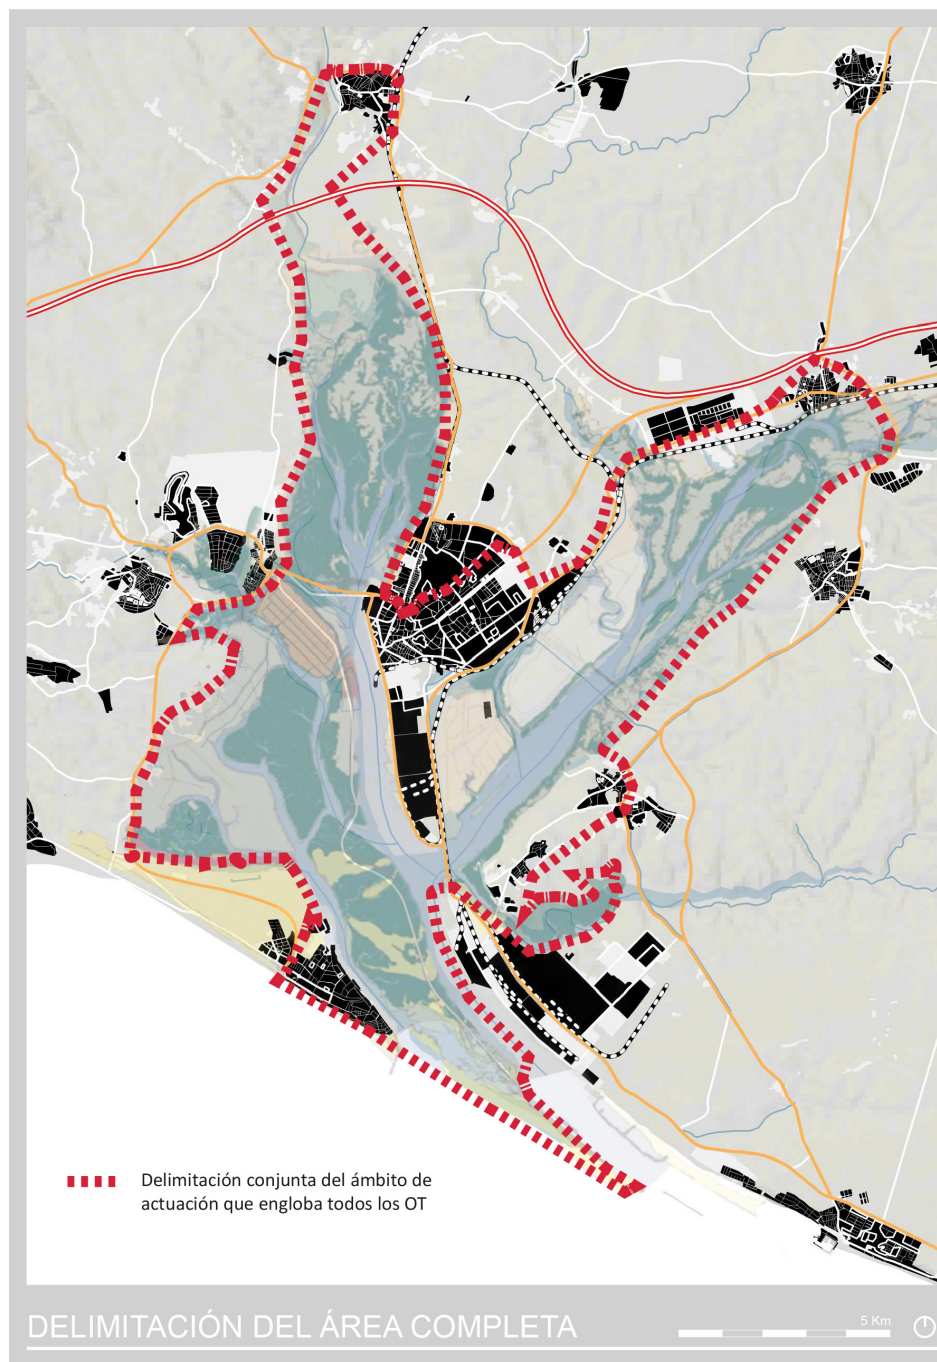 Delimitación conjunta del ámbito de
actuación que engloba todos los OT
5 Km
DELIMITACIÓN DEL ÁREA COMPLETA